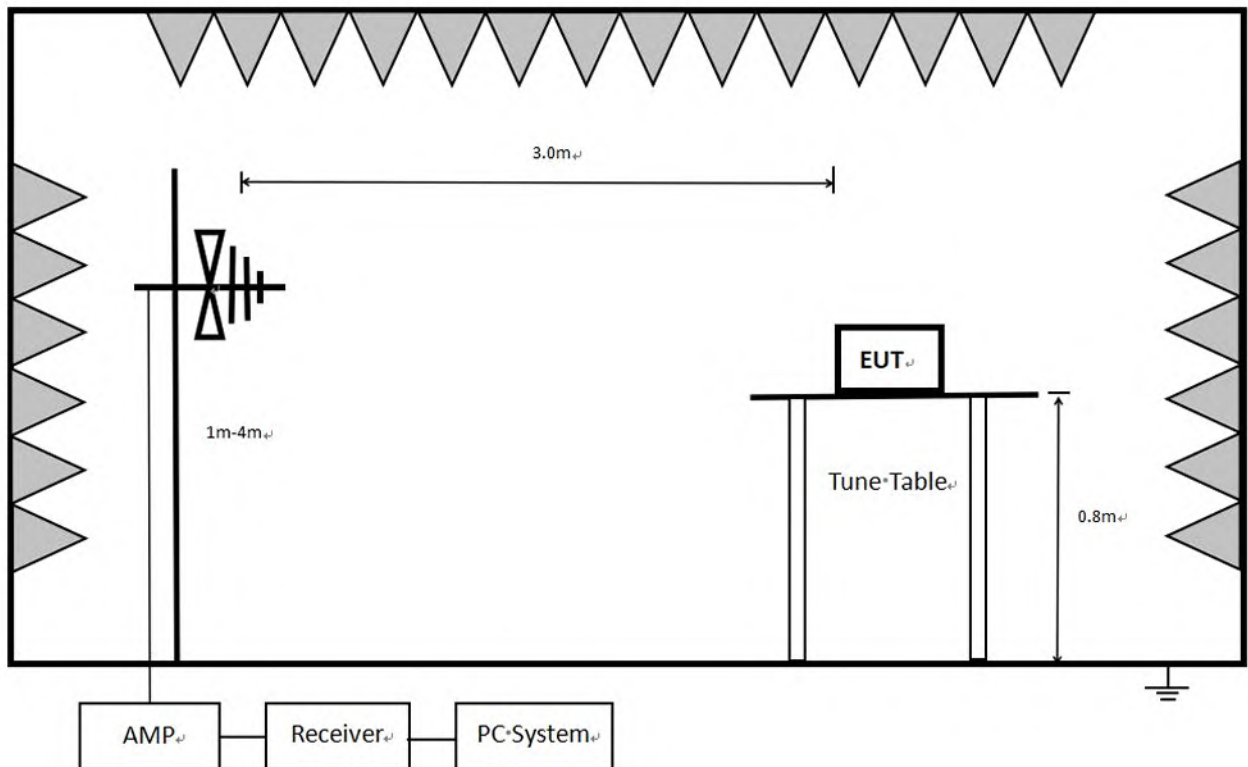 3.0m
EUT
1m-4m
Tune Table
0.8m
AMP
Receiver
PC System